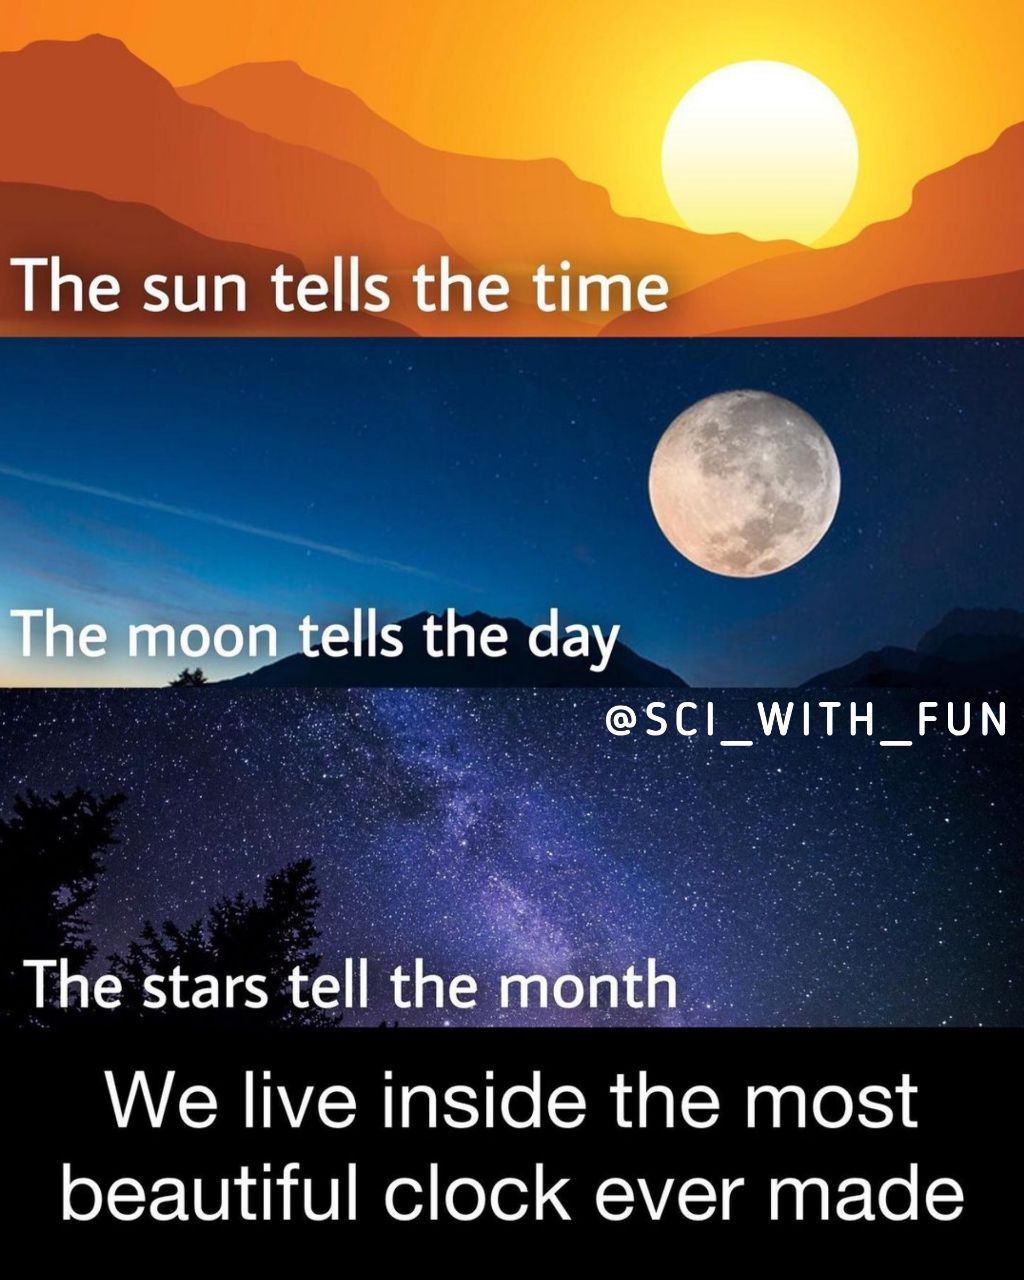 The sun tells the time
The moon tells the day
@SCI_WITH_FUN
The stars tell the month
We live inside the most
beautiful clock ever made